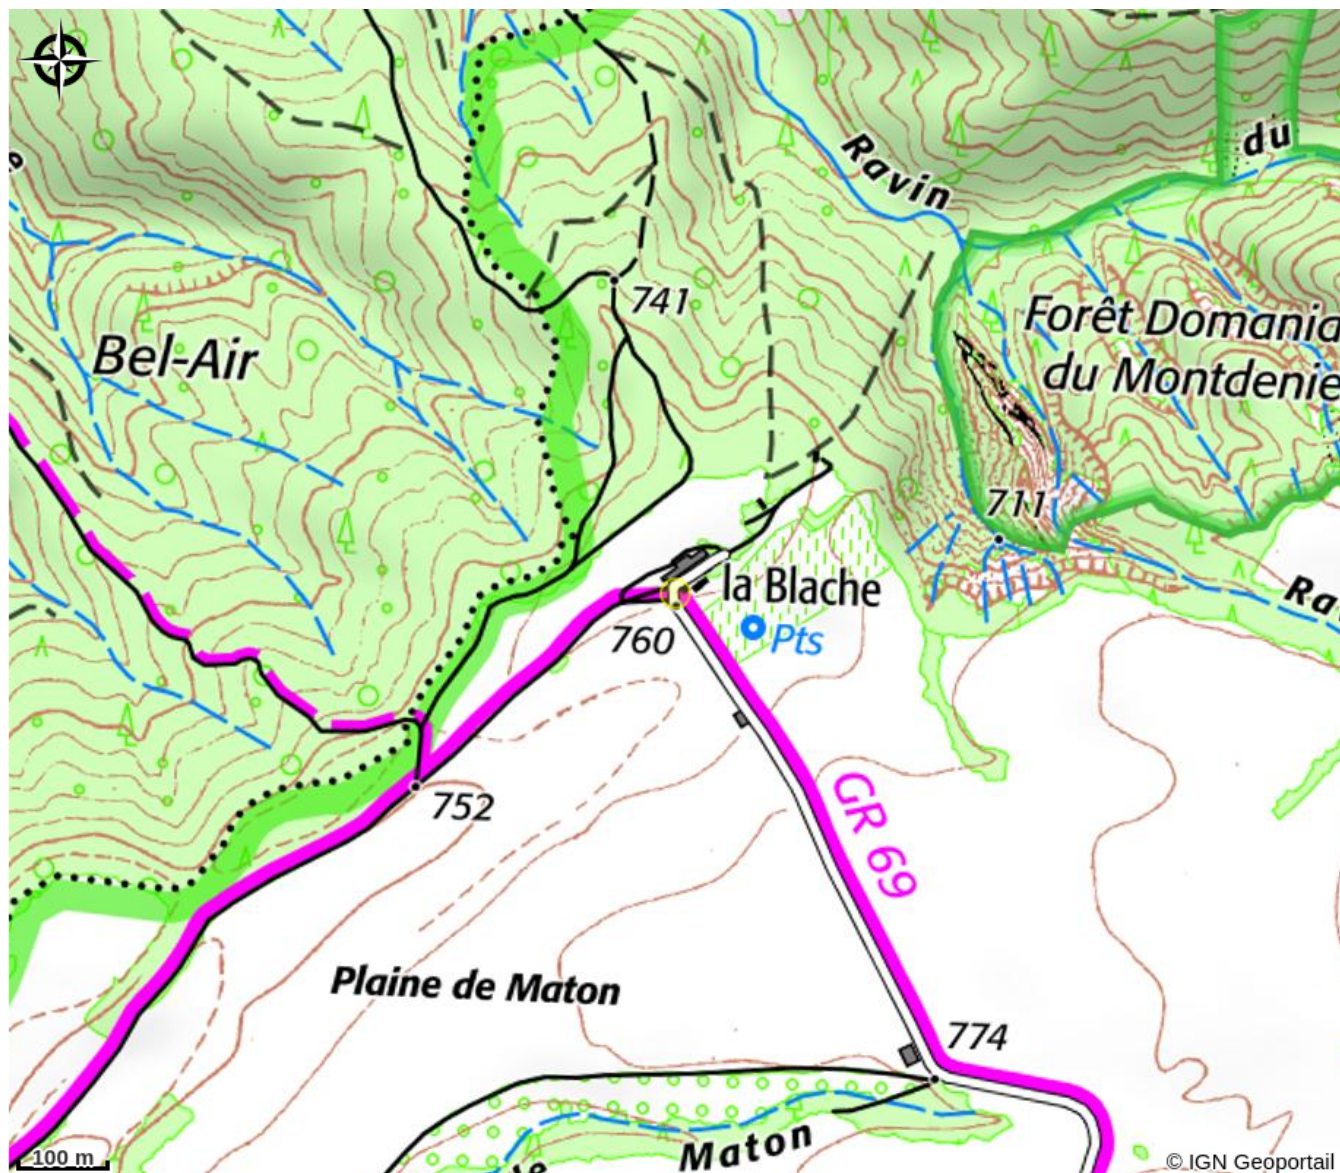 du
Ravin
741
Bel-Air
Forêt Domania
du Montdenie
711
la Blache
Ra
760
Pts
752
GR 69
Plaine de Maton
774
Maton
100 m
© IGN Geoportail